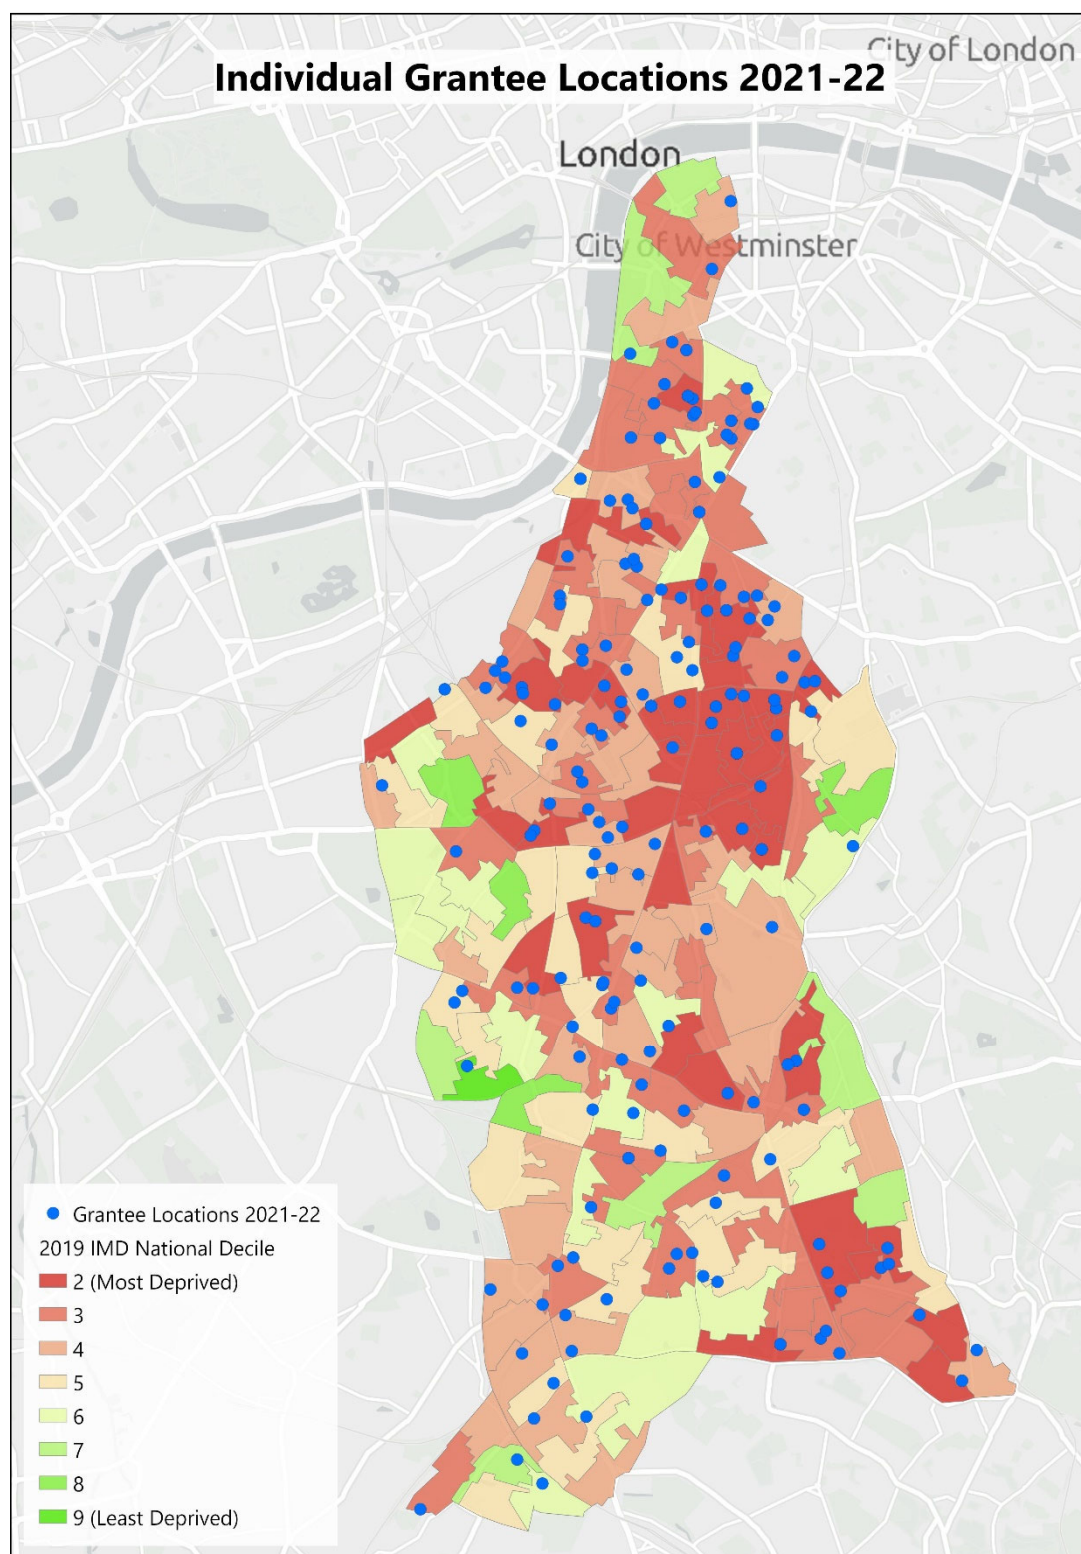 City of London
Individual Grantee Locations 2021-22
London
City of Westminster
Grantee Locations 2021-22
2019 IMD National Decile
2 (Most Deprived)
3
4
5
6
7
8
9 (Least Deprived)